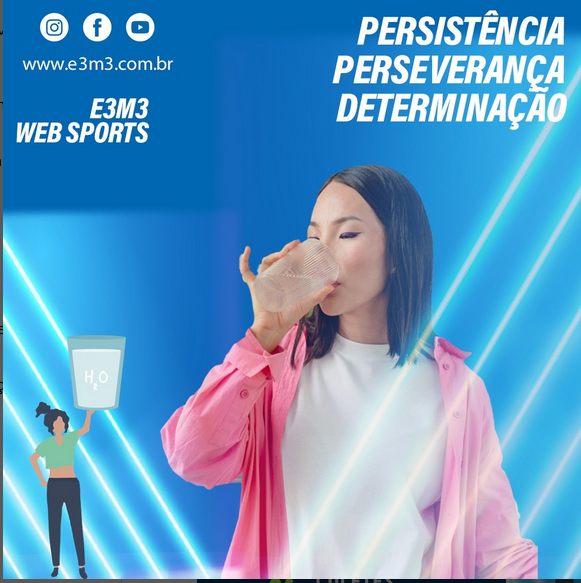 www.e3m3.com.br
E3M3
WEB SPORTS
PERSISTÊNCIA
PERSEVERANÇA
DETERMINAÇÃO
H2O